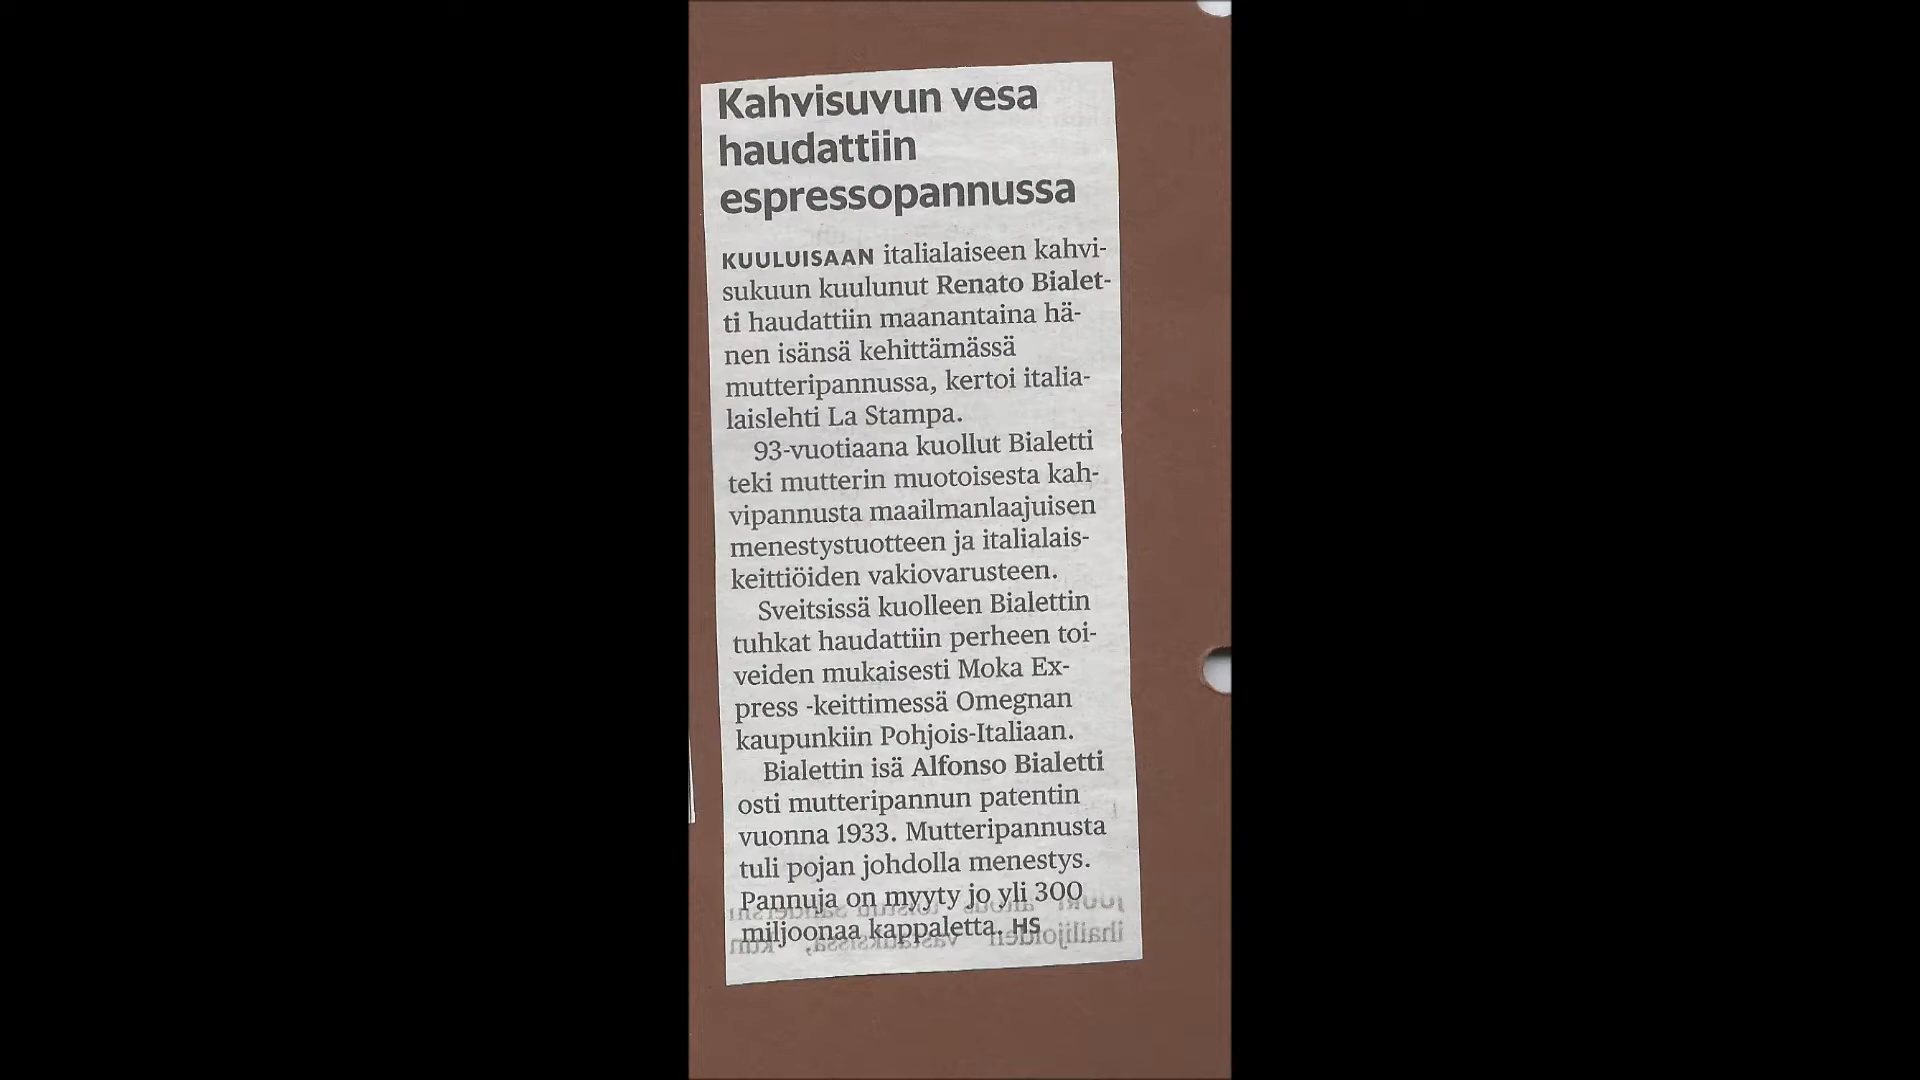 Kahvisuvun vesa
haudattiin
espressopannussa
KUULUISAAN italialaiseen kahvi-
sukuun kuulunut Renato Bialet-
ti haudattiin maanantaina hä-
nen isänsä kehittämässä
mutteripannussa, kertoi italia-
laislehti La Stampa.
93-vuotiaana kuollut Bialetti
teki mutterin muotoisesta kah-
vipannusta maailmanlaajuisen
menestystuotteen ja italialais-
keittiöiden vakiovarusteen.
Sveitsissä kuolleen Bialettin
tuhkat haudattiin perheen toi-
veiden mukaisesti Moka Ex-
press -keittimessä Omegnan
kaupunkiin Pohjois-Italiaan.
Bialettin isä Alfonso Bialetti
osti mutteripannun patentin
vuonna 1933. Mutteripannusta
tuli pojan johdolla menestys.
Pannuja on myyty jo yli 300
miljoonaa kappaletta. HS